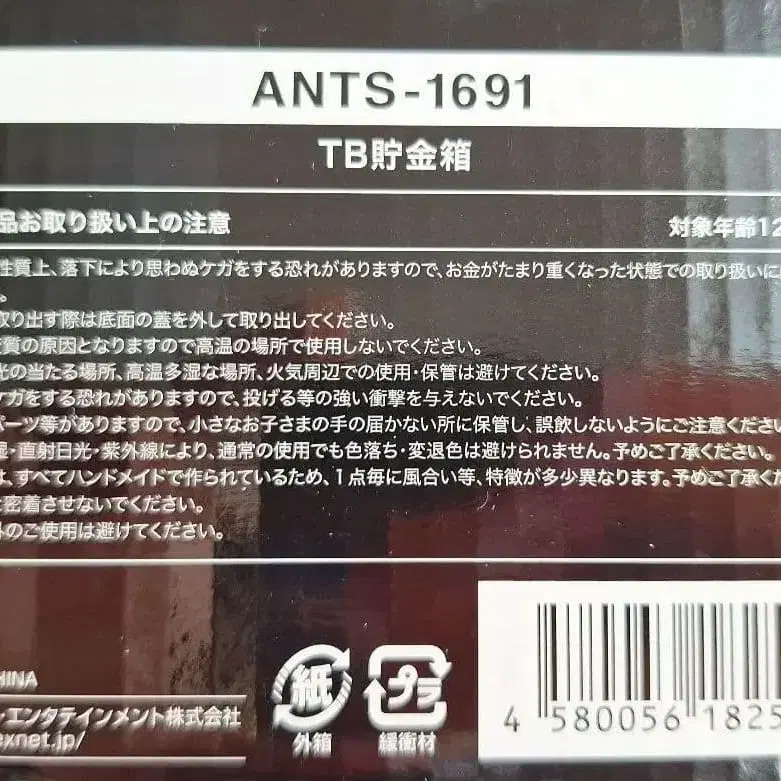 ANTS-1691
TB貯金箱
品お取り扱い上の注意
対象年齢12
性質上、落下により思わぬケガをする恐れがありますので、お金がたまり重くなった状態での取り扱いに
。
取り出す際は底面の蓋を外して取り出してください。
質の原因となりますので高温の場所で使用しないでください。
光の当たる場所、高温多湿な場所、火気周辺での使用・保管は避けてください。
ケガをする恐れがありますので、投げる等の強い衝撃を与えないでください。
パーツ等がありますので、小さなお子さまの手の届かない所に保管し、誤飲しないようにご注意ください
・直射日光・紫外線により、通常の使用でも色落ち・変退色は避けられません。予めご了承ください。
、すべてハンドメイドで作られているため、1点毎に風合い等、特徴が多少異なります。予めご了承くだ
密着させないでください。
外のご使用は避けてください。
HINA
・エンタテインメント株式会社
exnet.jp/
紙
外箱
プラ
緩衝材
4 580056 1825